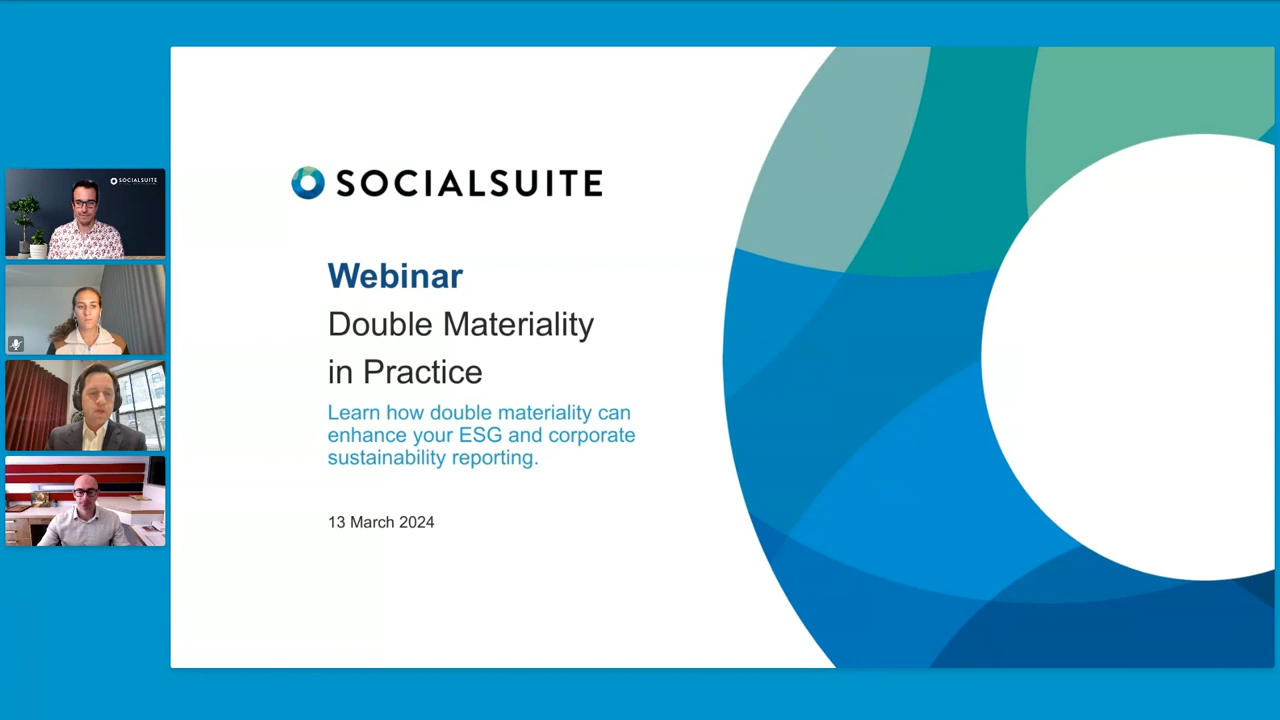 SOCIALSUITE
SOCIALSUITE
Webinar
Double Materiality
in Practice
Learn how double materiality can
enhance your ESG and corporate
sustainability reporting.
13 March 2024